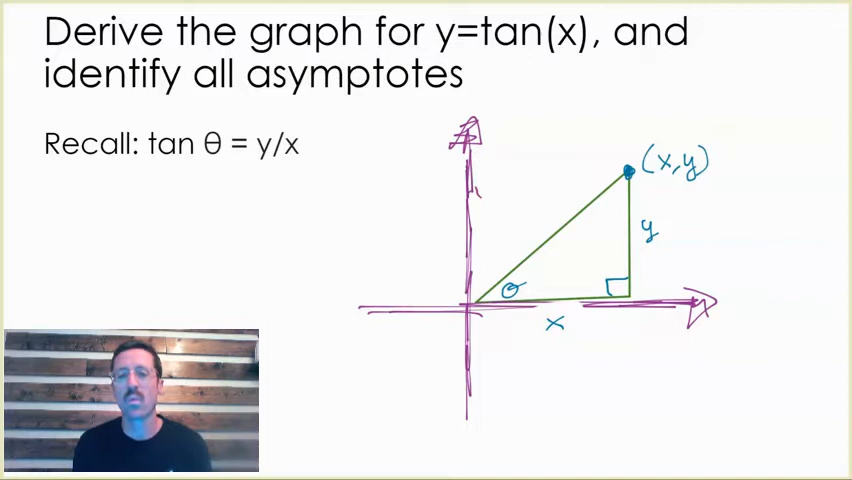 Derive the graph for y=tan(x), and
identify all asymptotes
Recall: tan θ = y/x
(x,y)
y
θ
x